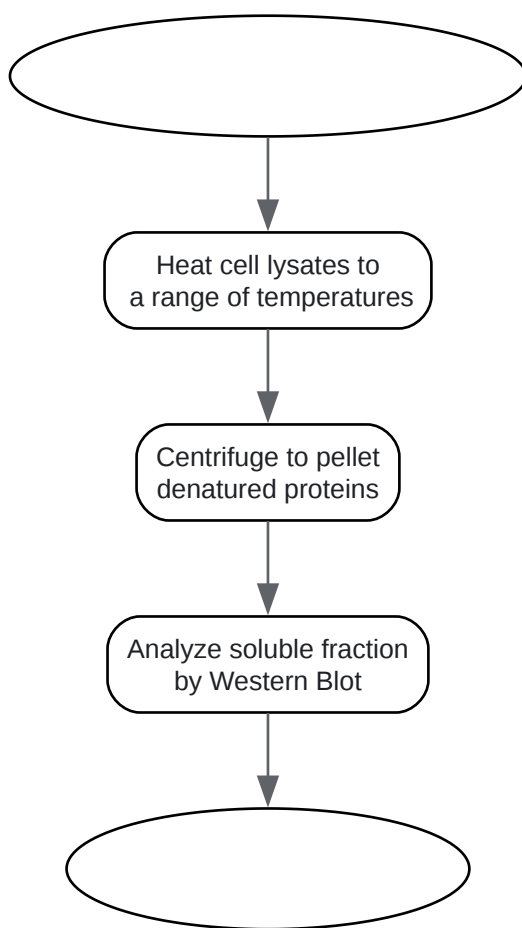 Heat cell lysates to
a range of temperatures
Centrifuge to pellet
denatured proteins
Analyze soluble fraction
by Western Blot